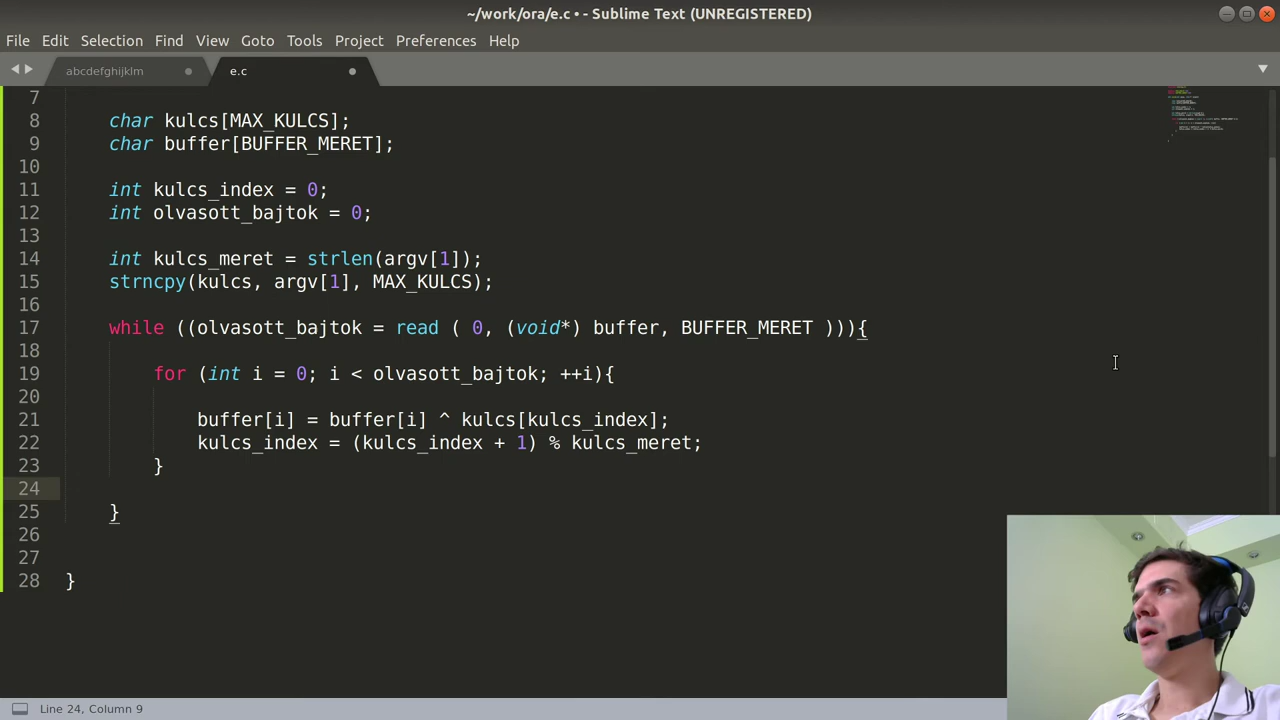 ~/work/ora/e.c • - Sublime Text (UNREGISTERED)
File Edit Selection Find View Goto Tools Project Preferences Help
abcdefghijklm e.c
7
8 char kulcs[MAX_KULCS];
9 char buffer[BUFFER_MERET];
10
11 int kulcs_index = 0;
12 int olvasott_bajtok = 0;
13
14 int kulcs_meret = strlen(argv[1]);
15 strncpy(kulcs, argv[1], MAX_KULCS);
16
17 while ((olvasott_bajtok = read ( 0, (void*) buffer, BUFFER_MERET ))){
18
19 for (int i = 0; i < olvasott_bajtok; ++i){
20
21 buffer[i] = buffer[i] ^ kulcs[kulcs_index];
22 kulcs_index = (kulcs_index + 1) % kulcs_meret;
23 }
24
25 }
26
27
28 }
Line 24, Column 9